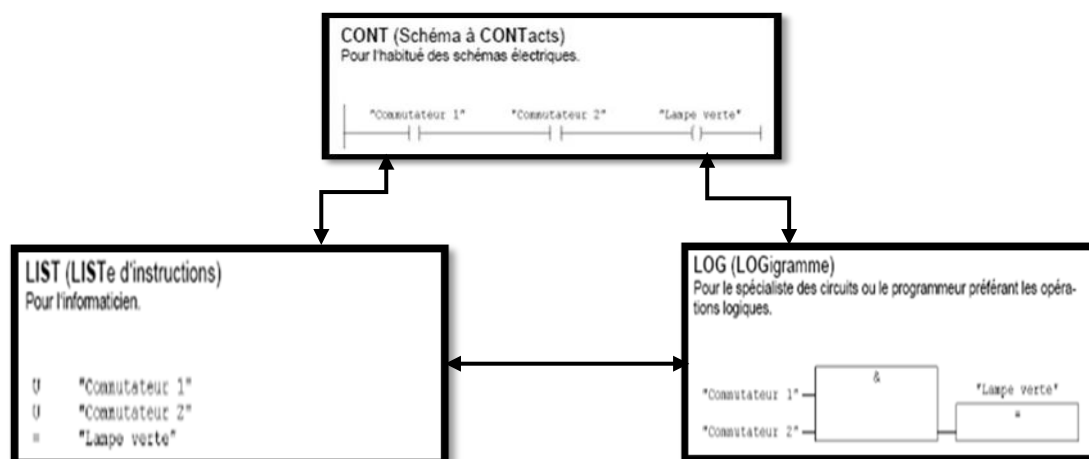 CONT (Schéma à CONTacts)
Pour l'habitué des schémas électriques.
"Commutateur 1" "Commutateur 2" "Lampe verte"
LIST (LISTe d'instructions)
Pour l'informaticien.
U "Commutateur 1"
U "Commutateur 2"
= "Lampe verte"
LOG (LOGigramme)
Pour le spécialiste des circuits ou le programmeur préférant les opéra-
tions logiques.
&
"Commutateur 1"
"Commutateur 2"
"Lampe verte"
=